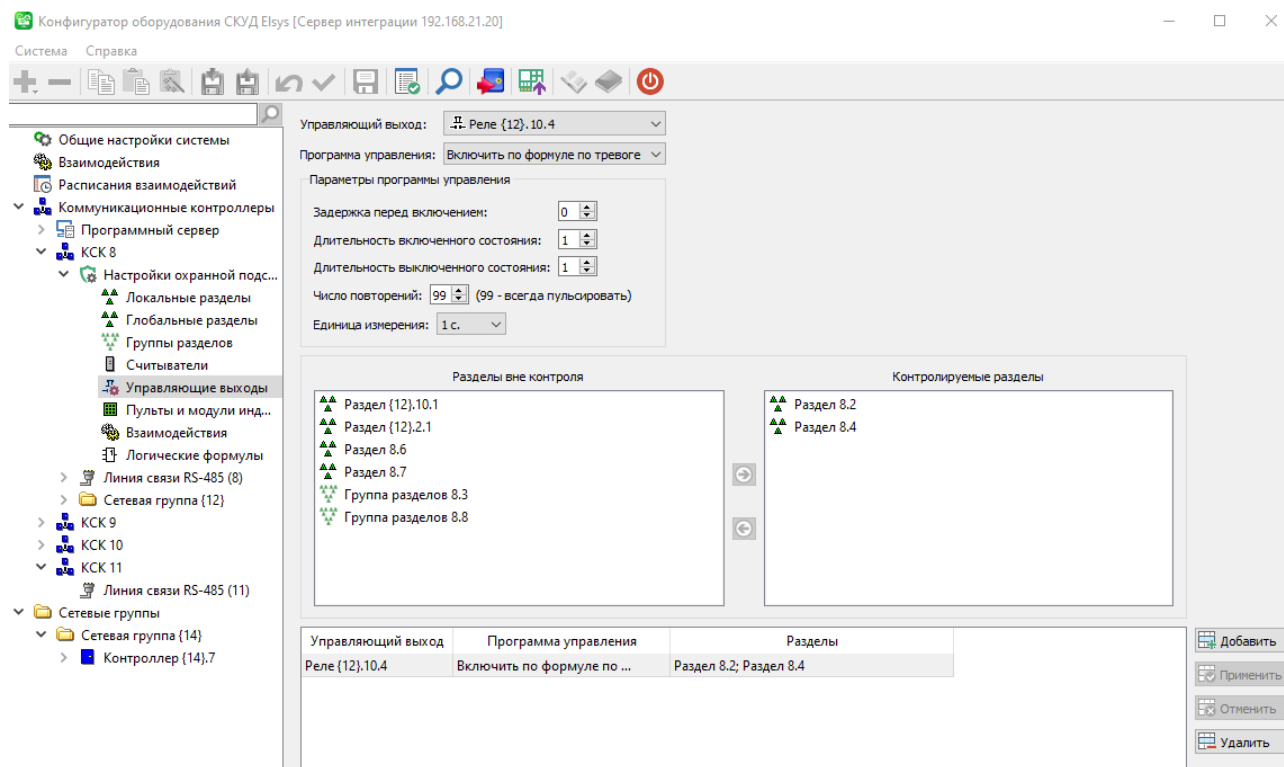 Конфигуратор оборудования СКУД Elsys [Сервер интеграции 192.168.21.20]
Система Справка
Общие настройки системы
Взаимодействия
Расписания взаимодействий
Коммуникационные контроллеры
Программный сервер
КСК 8
Настройки охранной подс...
Локальные разделы
Глобальные разделы
Группы разделов
Считыватели
Управляющие выходы
Пульты и модули инд...
Взаимодействия
Логические формулы
Линия связи RS-485 (8)
Сетевая группа {12}
КСК 9
КСК 10
КСК 11
Линия связи RS-485 (11)
Сетевые группы
Сетевая группа {14}
Контроллер {14}.7
Управляющий выход: Реле {12}.10.4
Программа управления: Включить по формуле по тревоге
Параметры программы управления
Задержка перед включением: 0
Длительность включенного состояния: 1
Длительность выключенного состояния: 1
Число повторений: 99 (99 - всегда пульсировать)
Единица измерения: 1 с.
Разделы вне контроля
Раздел {12}.10.1
Раздел {12}.2.1
Раздел 8.6
Раздел 8.7
Группа разделов 8.3
Группа разделов 8.8
Контролируемые разделы
Раздел 8.2
Раздел 8.4
Управляющий выход Программа управления Разделы
Реле {12}.10.4 Включить по формуле по ... Раздел 8.2; Раздел 8.4
Добавить
Применить
Отменить
Удалить